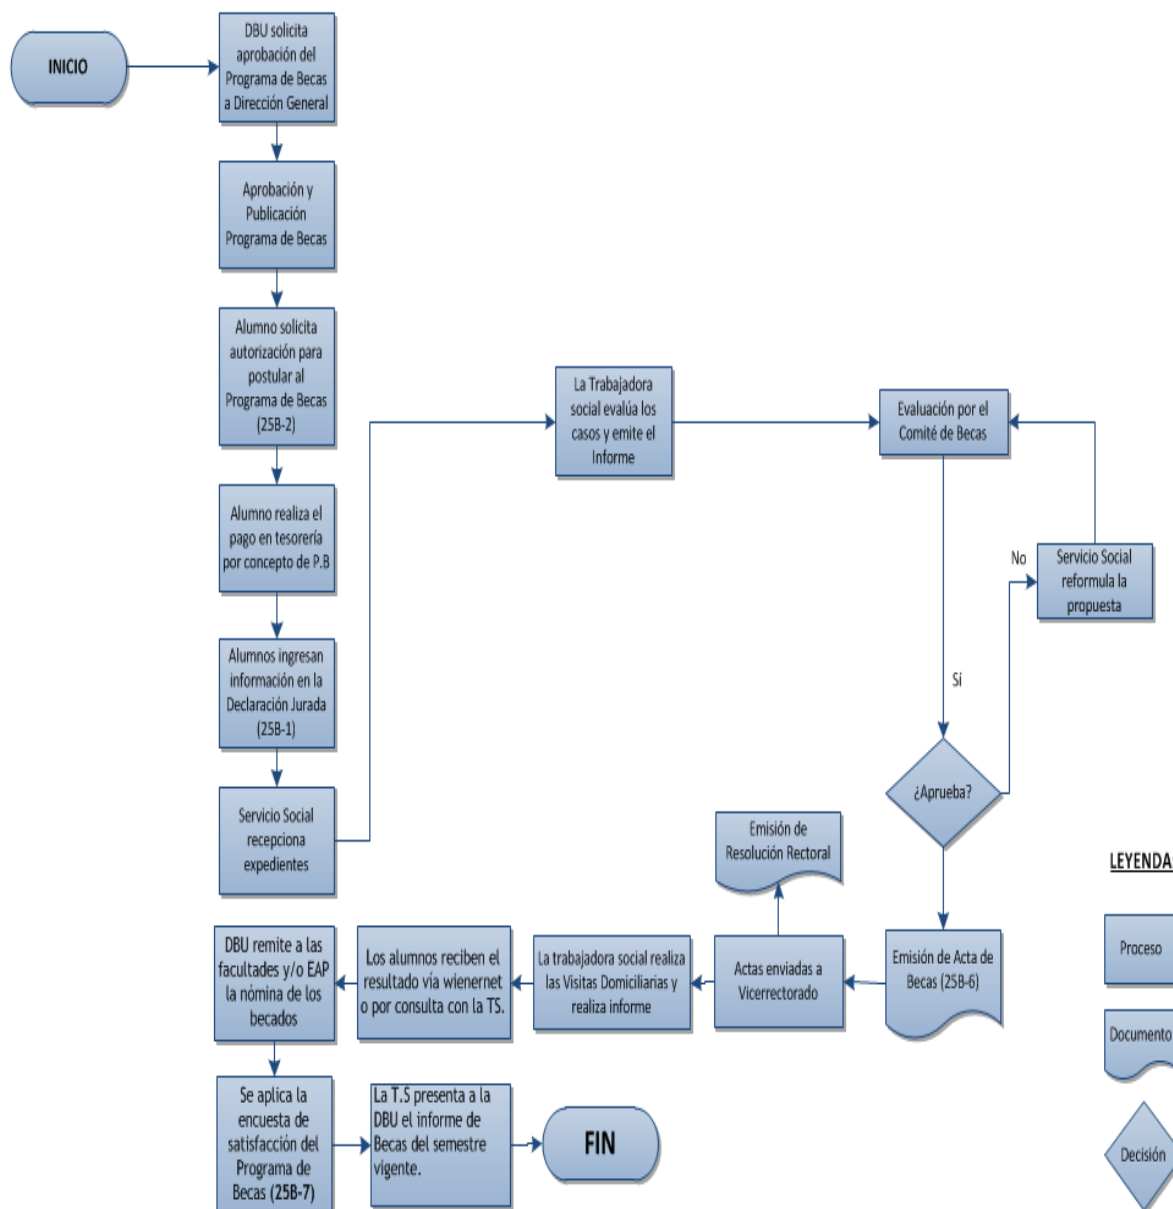 INICIO
DBU solicita
aprobación del
Programa de Becas
a Dirección General
Aprobación y
Publicación
Programa de Becas
Alumno solicita
autorización para
postular al
Programa de Becas
(25B-2)
Alumno realiza el
pago en tesorería
por concepto de P.B
Alumnos ingresan
información en la
Declaración Jurada
(25B-1)
Servicio Social
recepciona
expedientes
La Trabajadora
social evalúa los
casos y emite el
Informe
Evaluación por el
Comité de Becas
No
Servicio Social
reformula la
propuesta
Sí
¿Aprueba?
Emisión de
Resolución Rectoral
Emisión de Acta de
Becas (25B-6)
Actas enviadas a
Vicerrectorado
La trabajadora social realiza
las Visitas Domiciliarias y
realiza informe
Los alumnos reciben el
resultado vía wienernet
o por consulta con la TS.
DBU remite a las
facultades y/o EAP
la nómina de los
becados
Se aplica la
encuesta de
satisfacción del
Programa de
Becas (25B-7)
La T.S presenta a la
DBU el informe de
Becas del semestre
vigente.
FIN
LEYENDA
Proceso
Documento
Decisión